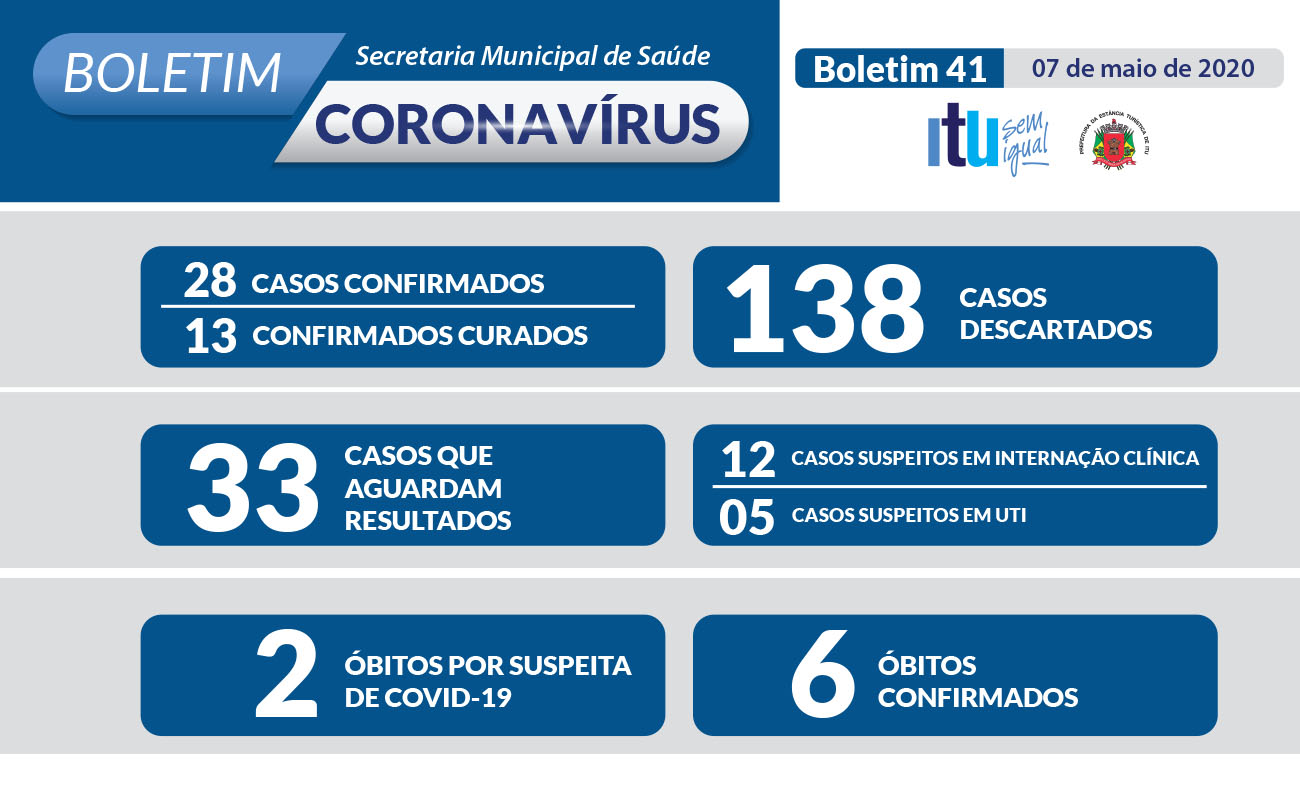 BOLETIM
Secretaria Municipal de Saúde
CORONAVÍRUS
Boletim 41
07 de maio de 2020
itu
sem
igual
PREFEITURA DA ESTÂNCIA TURÍSTICA DE ITU
28 CASOS CONFIRMADOS
13 CONFIRMADOS CURADOS
138
CASOS
DESCARTADOS
33
CASOS QUE
AGUARDAM
RESULTADOS
12 CASOS SUSPEITOS EM INTERNAÇÃO CLÍNICA
05 CASOS SUSPEITOS EM UTI
2
ÓBITOS POR SUSPEITA
DE COVID-19
6
ÓBITOS
CONFIRMADOS